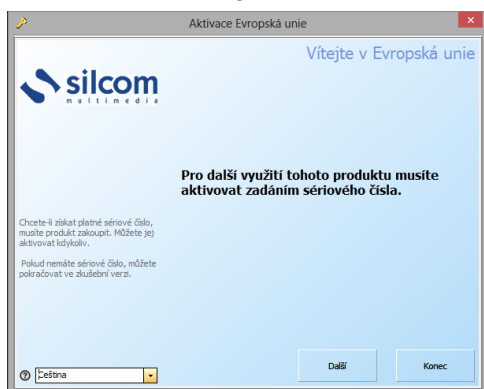 Aktivace Evropská unie
Vítejte v Evropská unie
silcom
multimedia
Pro další využití tohoto produktu musíte
aktivovat zadáním sériového čísla.
Chcete-li získat platné sériové číslo,
musíte produkt zakoupit. Můžete jej
aktivovat kdykoliv.
Pokud nemáte sériové číslo, můžete
pokračovat ve zkušební verzi.
Čeština
Další
Konec